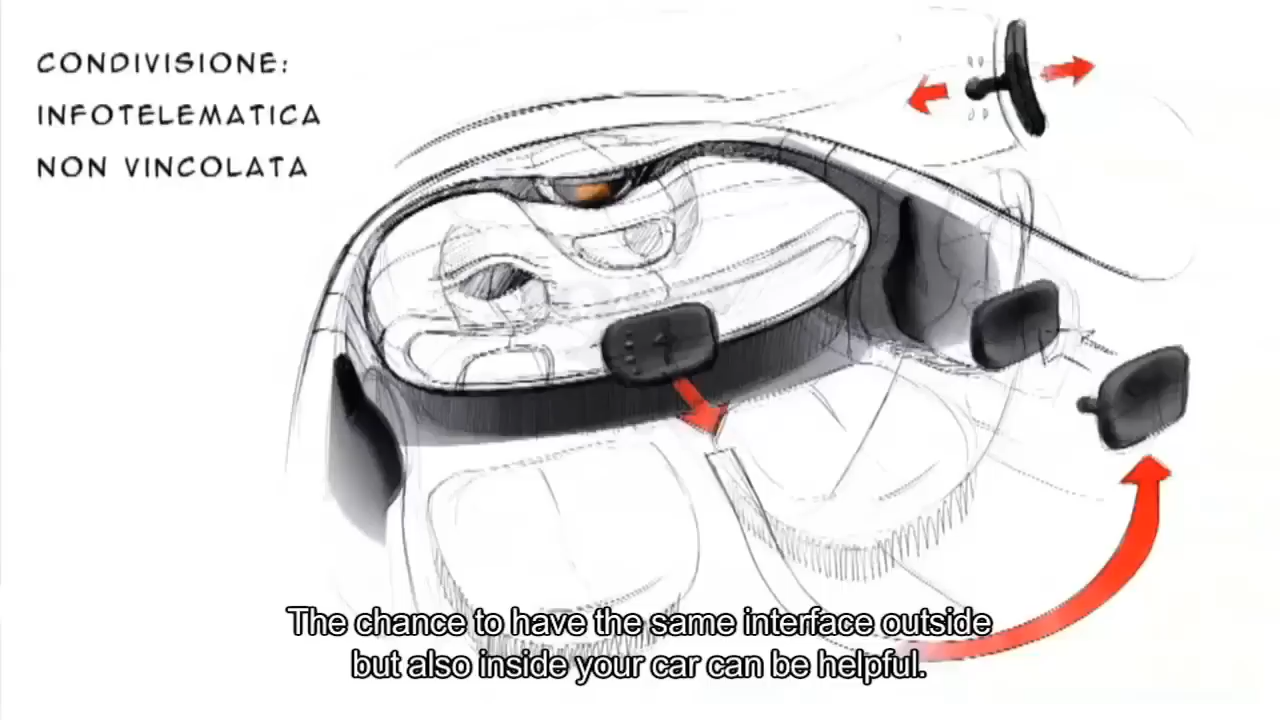 CONDIVISIONE:
INFOTELEMATICA
NON VINCOLATA
The chance to have the same interface outside
but also inside your car can be helpful.